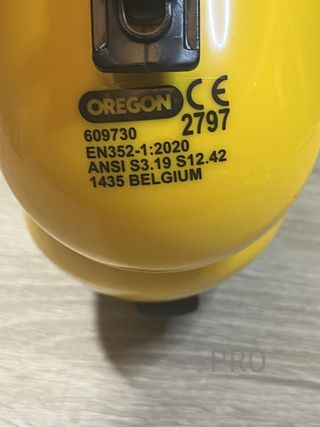 OREGON CE
609730 2797
EN352-1:2020
ANSI S3.19 S12.42
1435 BELGIUM
PRO